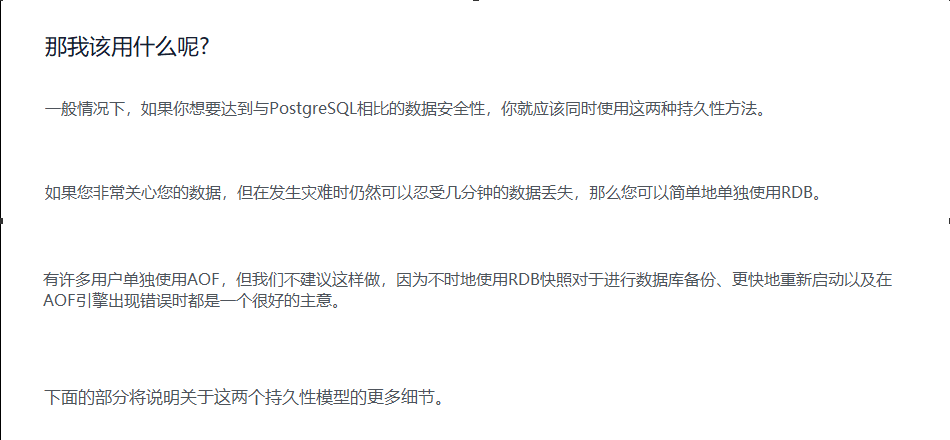 那我该用什么呢?
一般情况下，如果你想要达到与PostgreSQL相比的数据安全性，你就应该同时使用这两种持久性方法。
如果您非常关心您的数据，但在发生灾难时仍然可以忍受几分钟的数据丢失，那么您可以简单地单独使用RDB。
有许多用户单独使用AOF，但我们不建议这样做，因为不时地使用RDB快照对于进行数据库备份、更快地重新启动以及在
AOF引擎出现错误时都是一个很好的主意。
下面的部分将说明关于这两个持久性模型的更多细节。